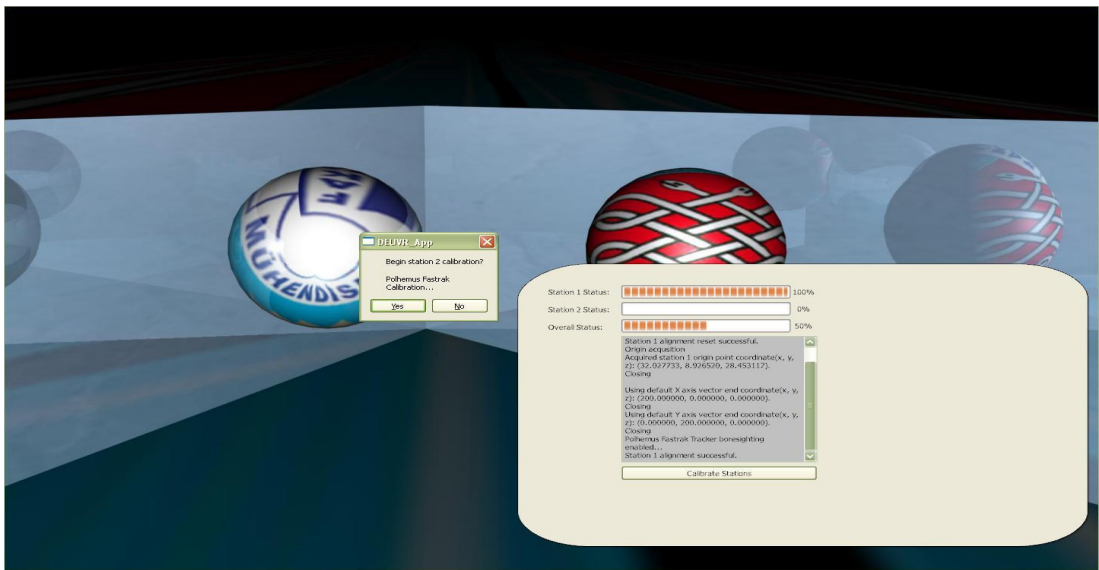 MÜHENDİS
DEUVR_App
Begin station 2 calibration?
Polhemus Fastrak
Calibration...
Yes
No
Station 1 Status:
100%
Station 2 Status:
0%
Overall Status:
50%
Station 1 alignment reset successful.
Origin acqusition
Acquired station 1 origin point coordinate(x, y,
z): (32.027733, 8.926520, 28.453117).
Closing
Using default X axis vector end coordinate(x, y,
z): (200.000000, 0.000000, 0.000000).
Closing
Using default Y axis vector end coordinate(x, y,
z): (0.000000, 200.000000, 0.000000).
Closing
Polhemus Fastrak Tracker boresighting
enabled...
Station 1 alignment successful.
Calibrate Stations